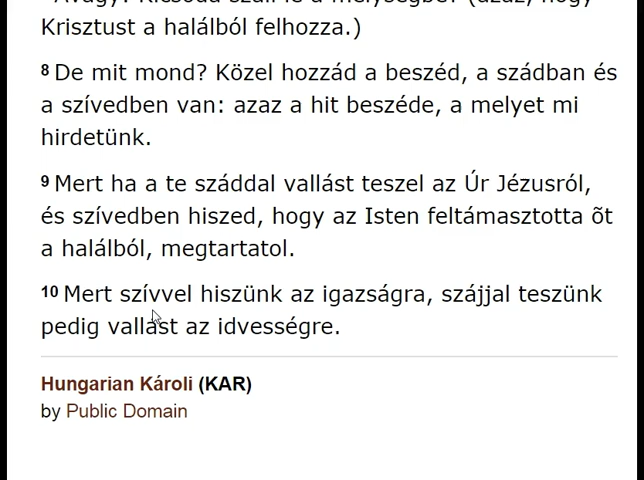 Krisztust a halálból felhozza.)
8 De mit mond? Közel hozzád a beszéd, a szádban és
a szívedben van: azaz a hit beszéde, a melyet mi
hirdetünk.
9 Mert ha a te száddal vallást teszel az Úr Jézusról,
és szívedben hiszed, hogy az Isten feltámasztotta õt
a halálból, megtartatol.
10 Mert szívvel hiszünk az igazságra, szájjal teszünk
pedig vallást az idvességre.
Hungarian Károli (KAR)
by Public Domain